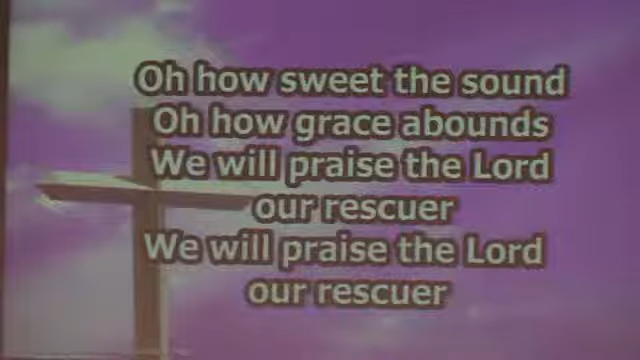 Oh how sweet the sound
Oh how grace abounds
We will praise the Lord
our rescuer
We will praise the Lord
our rescuer